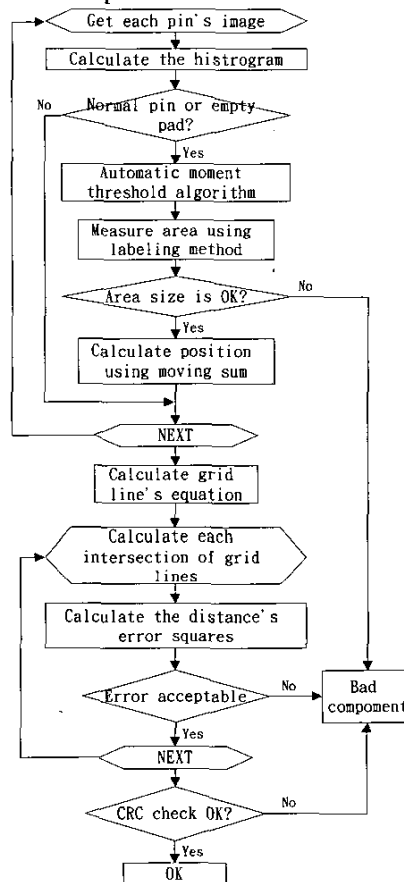 Get each pin's image
Calculate the histrogram
No
Normal pin or empty
pad?
Yes
Automatic moment
threshold algorithm
Measure area using
labeling method
No
Area size is OK?
Yes
Calculate position
using moving sum
NEXT
Calculate grid
line's equation
Calculate each
intersection of grid
lines
Calculate the distance's
error squares
Error acceptable
No
Bad
compoment
Yes
NEXT
CRC check OK?
No
Yes
OK